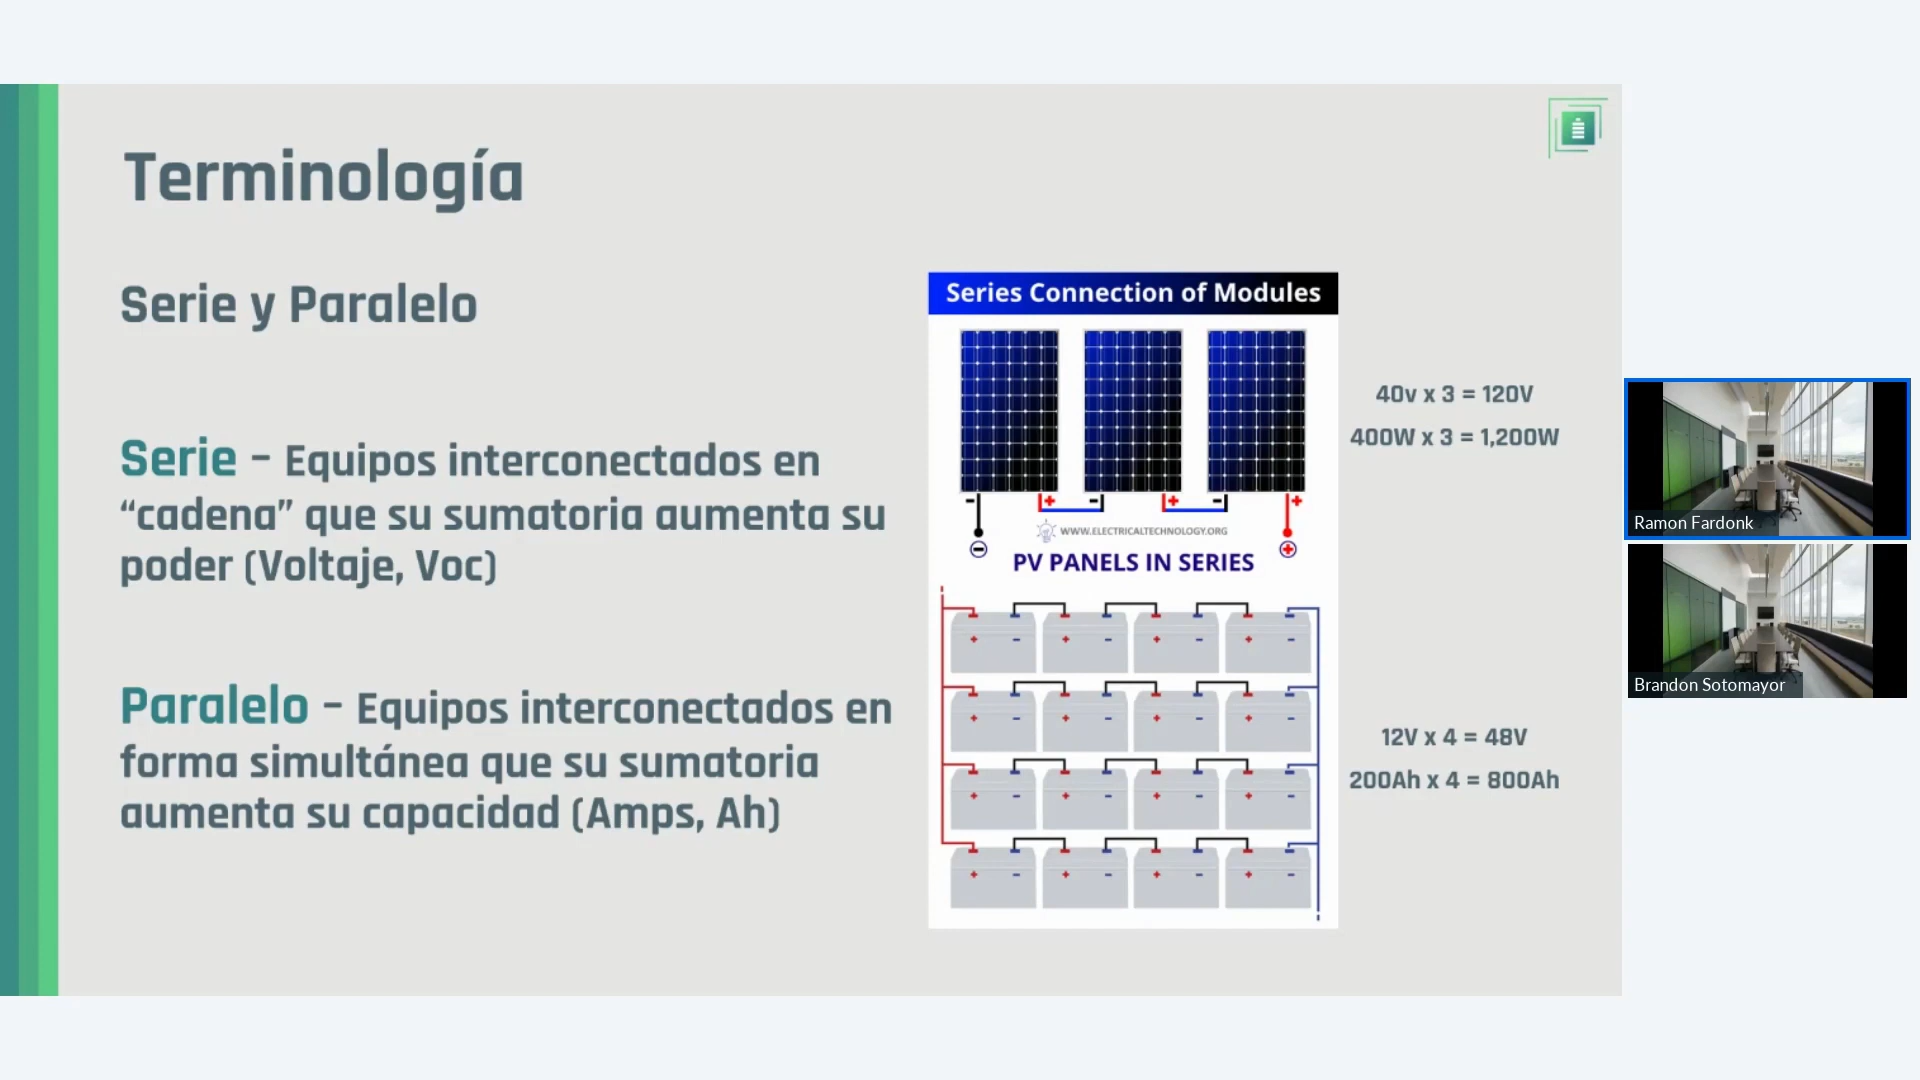 Terminología
Serie y Paralelo
Serie - Equipos interconectados en
“cadena” que su sumatoria aumenta su
poder (Voltaje, Voc)
Paralelo - Equipos interconectados en
forma simultánea que su sumatoria
aumenta su capacidad (Amps, Ah)
Series Connection of Modules
- + - + - +
WWW.ELECTRICALTECHNOLOGY.ORG
PV PANELS IN SERIES
+ - + - + - + -
+ - + - + - + -
+ - + - + - + -
+ - + - + - + -
40v x 3 = 120V
400W x 3 = 1,200W
12V x 4 = 48V
200Ah x 4 = 800Ah
Ramon Fardonk
Brandon Sotomayor